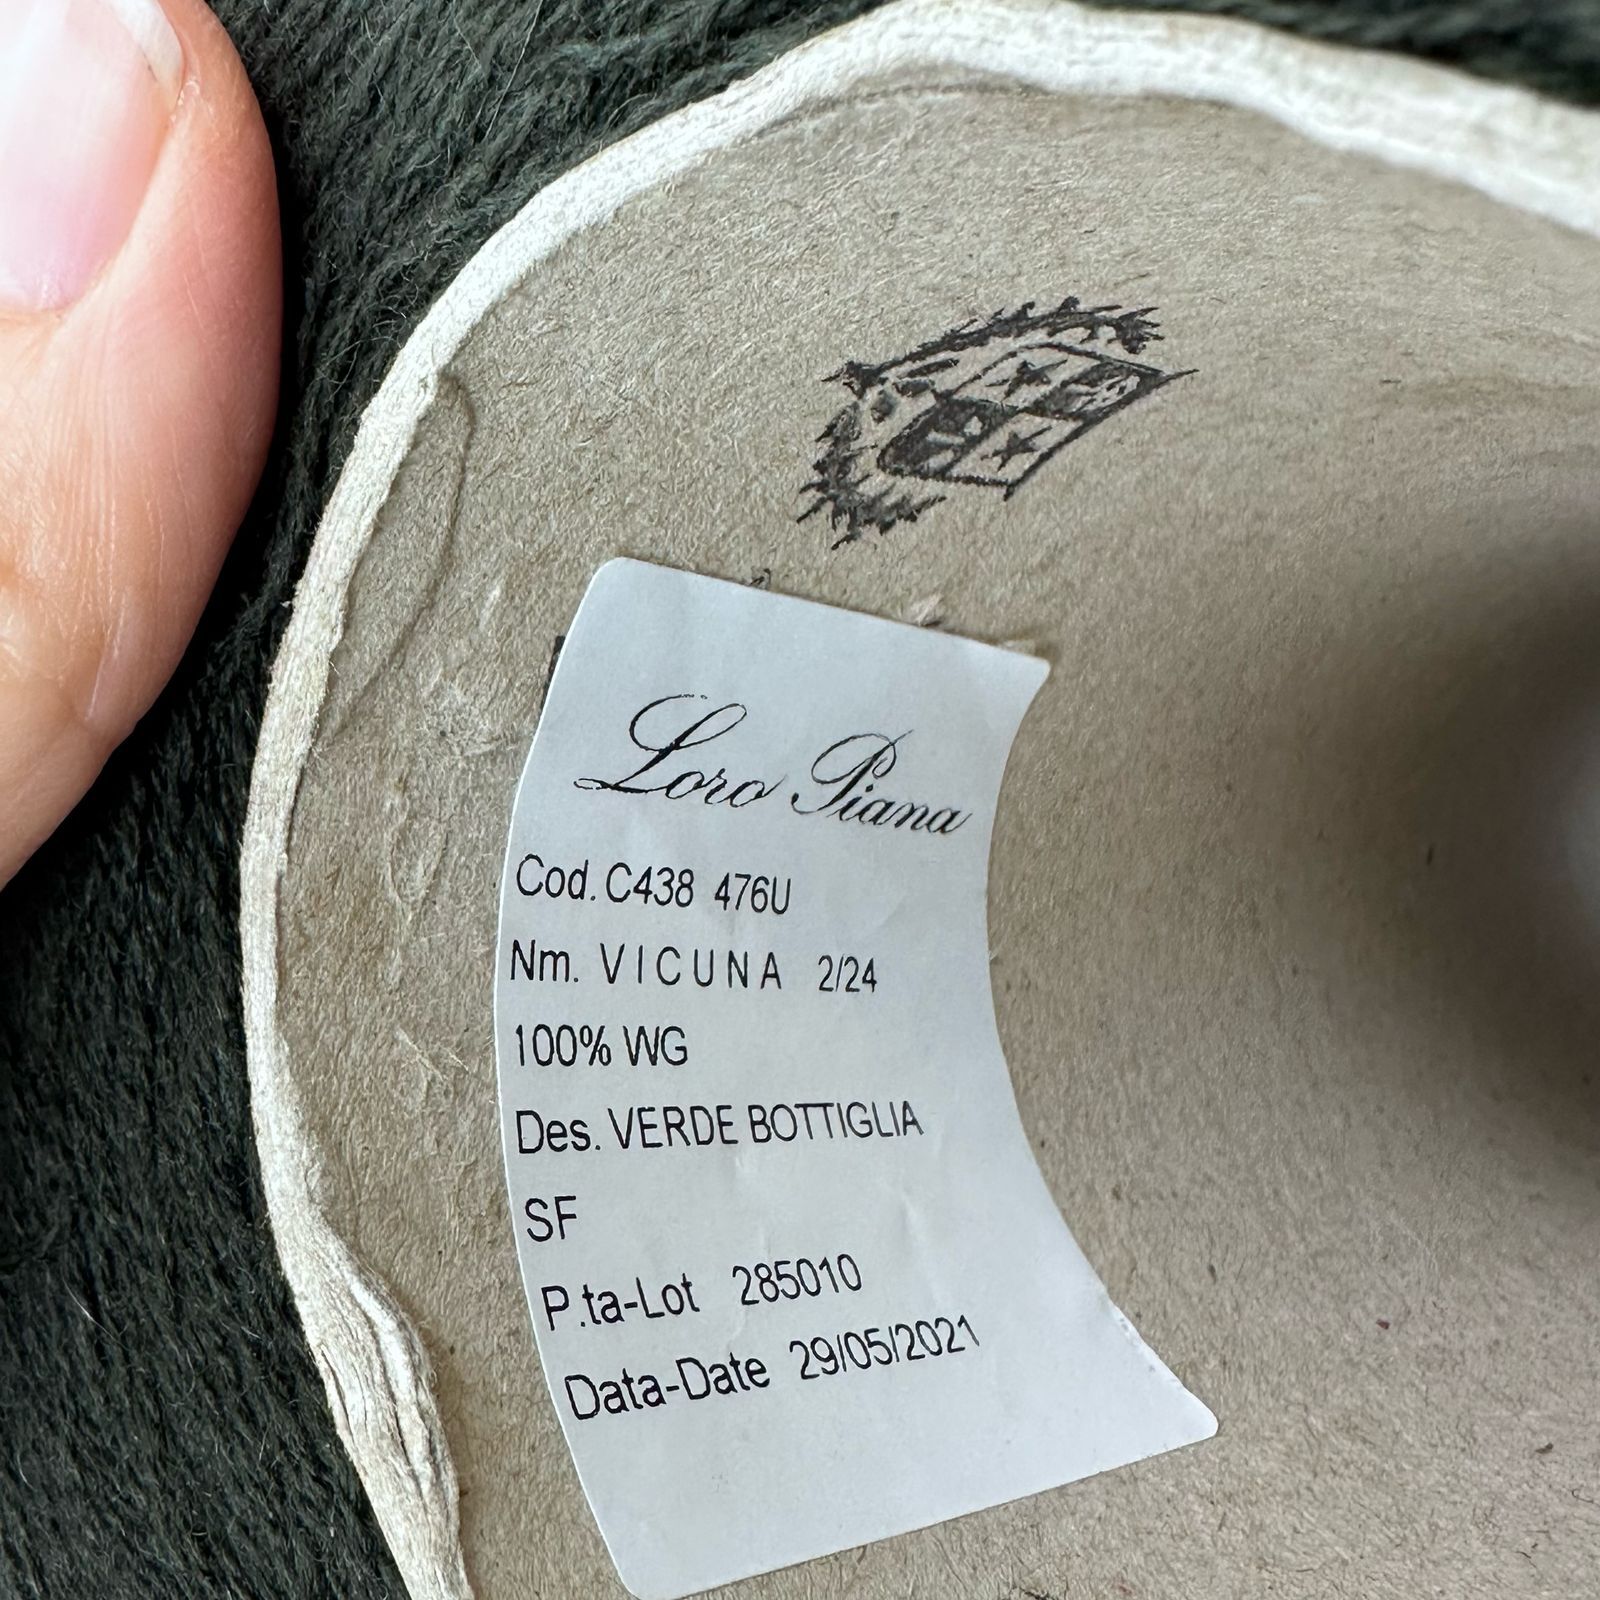 Loro Piana
Cod. C438 476U
Nm. VICUNA 2/24
100% WG
Des. VERDE BOTTIGLIA
SF
P.ta-Lot 285010
Data-Date 29/05/2021